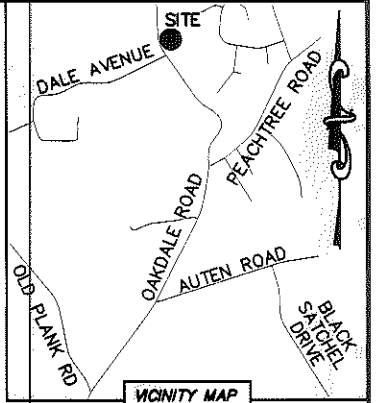 SITE
DALE AVENUE
PEACHTREE ROAD
OAKDALE ROAD
AUTEN ROAD
OLD PLANK RD
BLACK
SATCHEL
DRIVE
VICINITY MAP